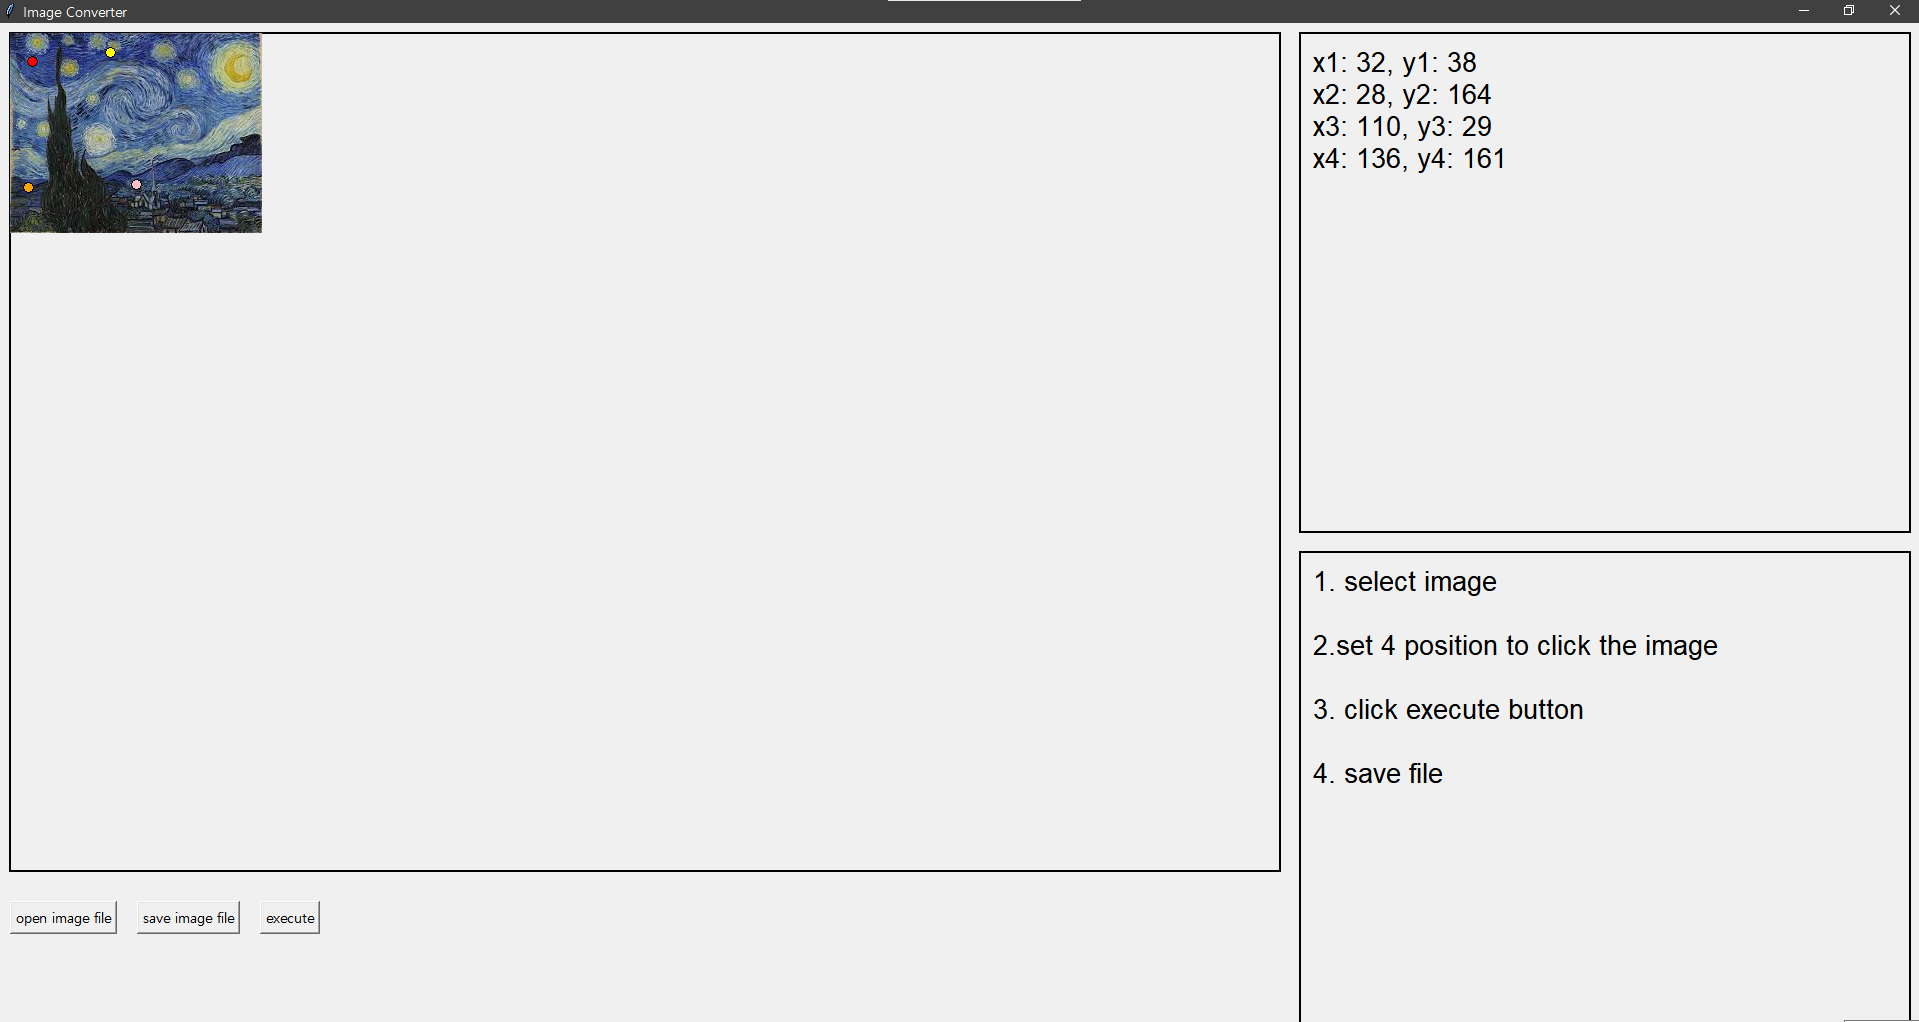 Image Converter
x1: 32, y1: 38
x2: 28, y2: 164
x3: 110, y3: 29
x4: 136, y4: 161
1. select image
2.set 4 position to click the image
3. click execute button
4. save file
open image file
save image file
execute